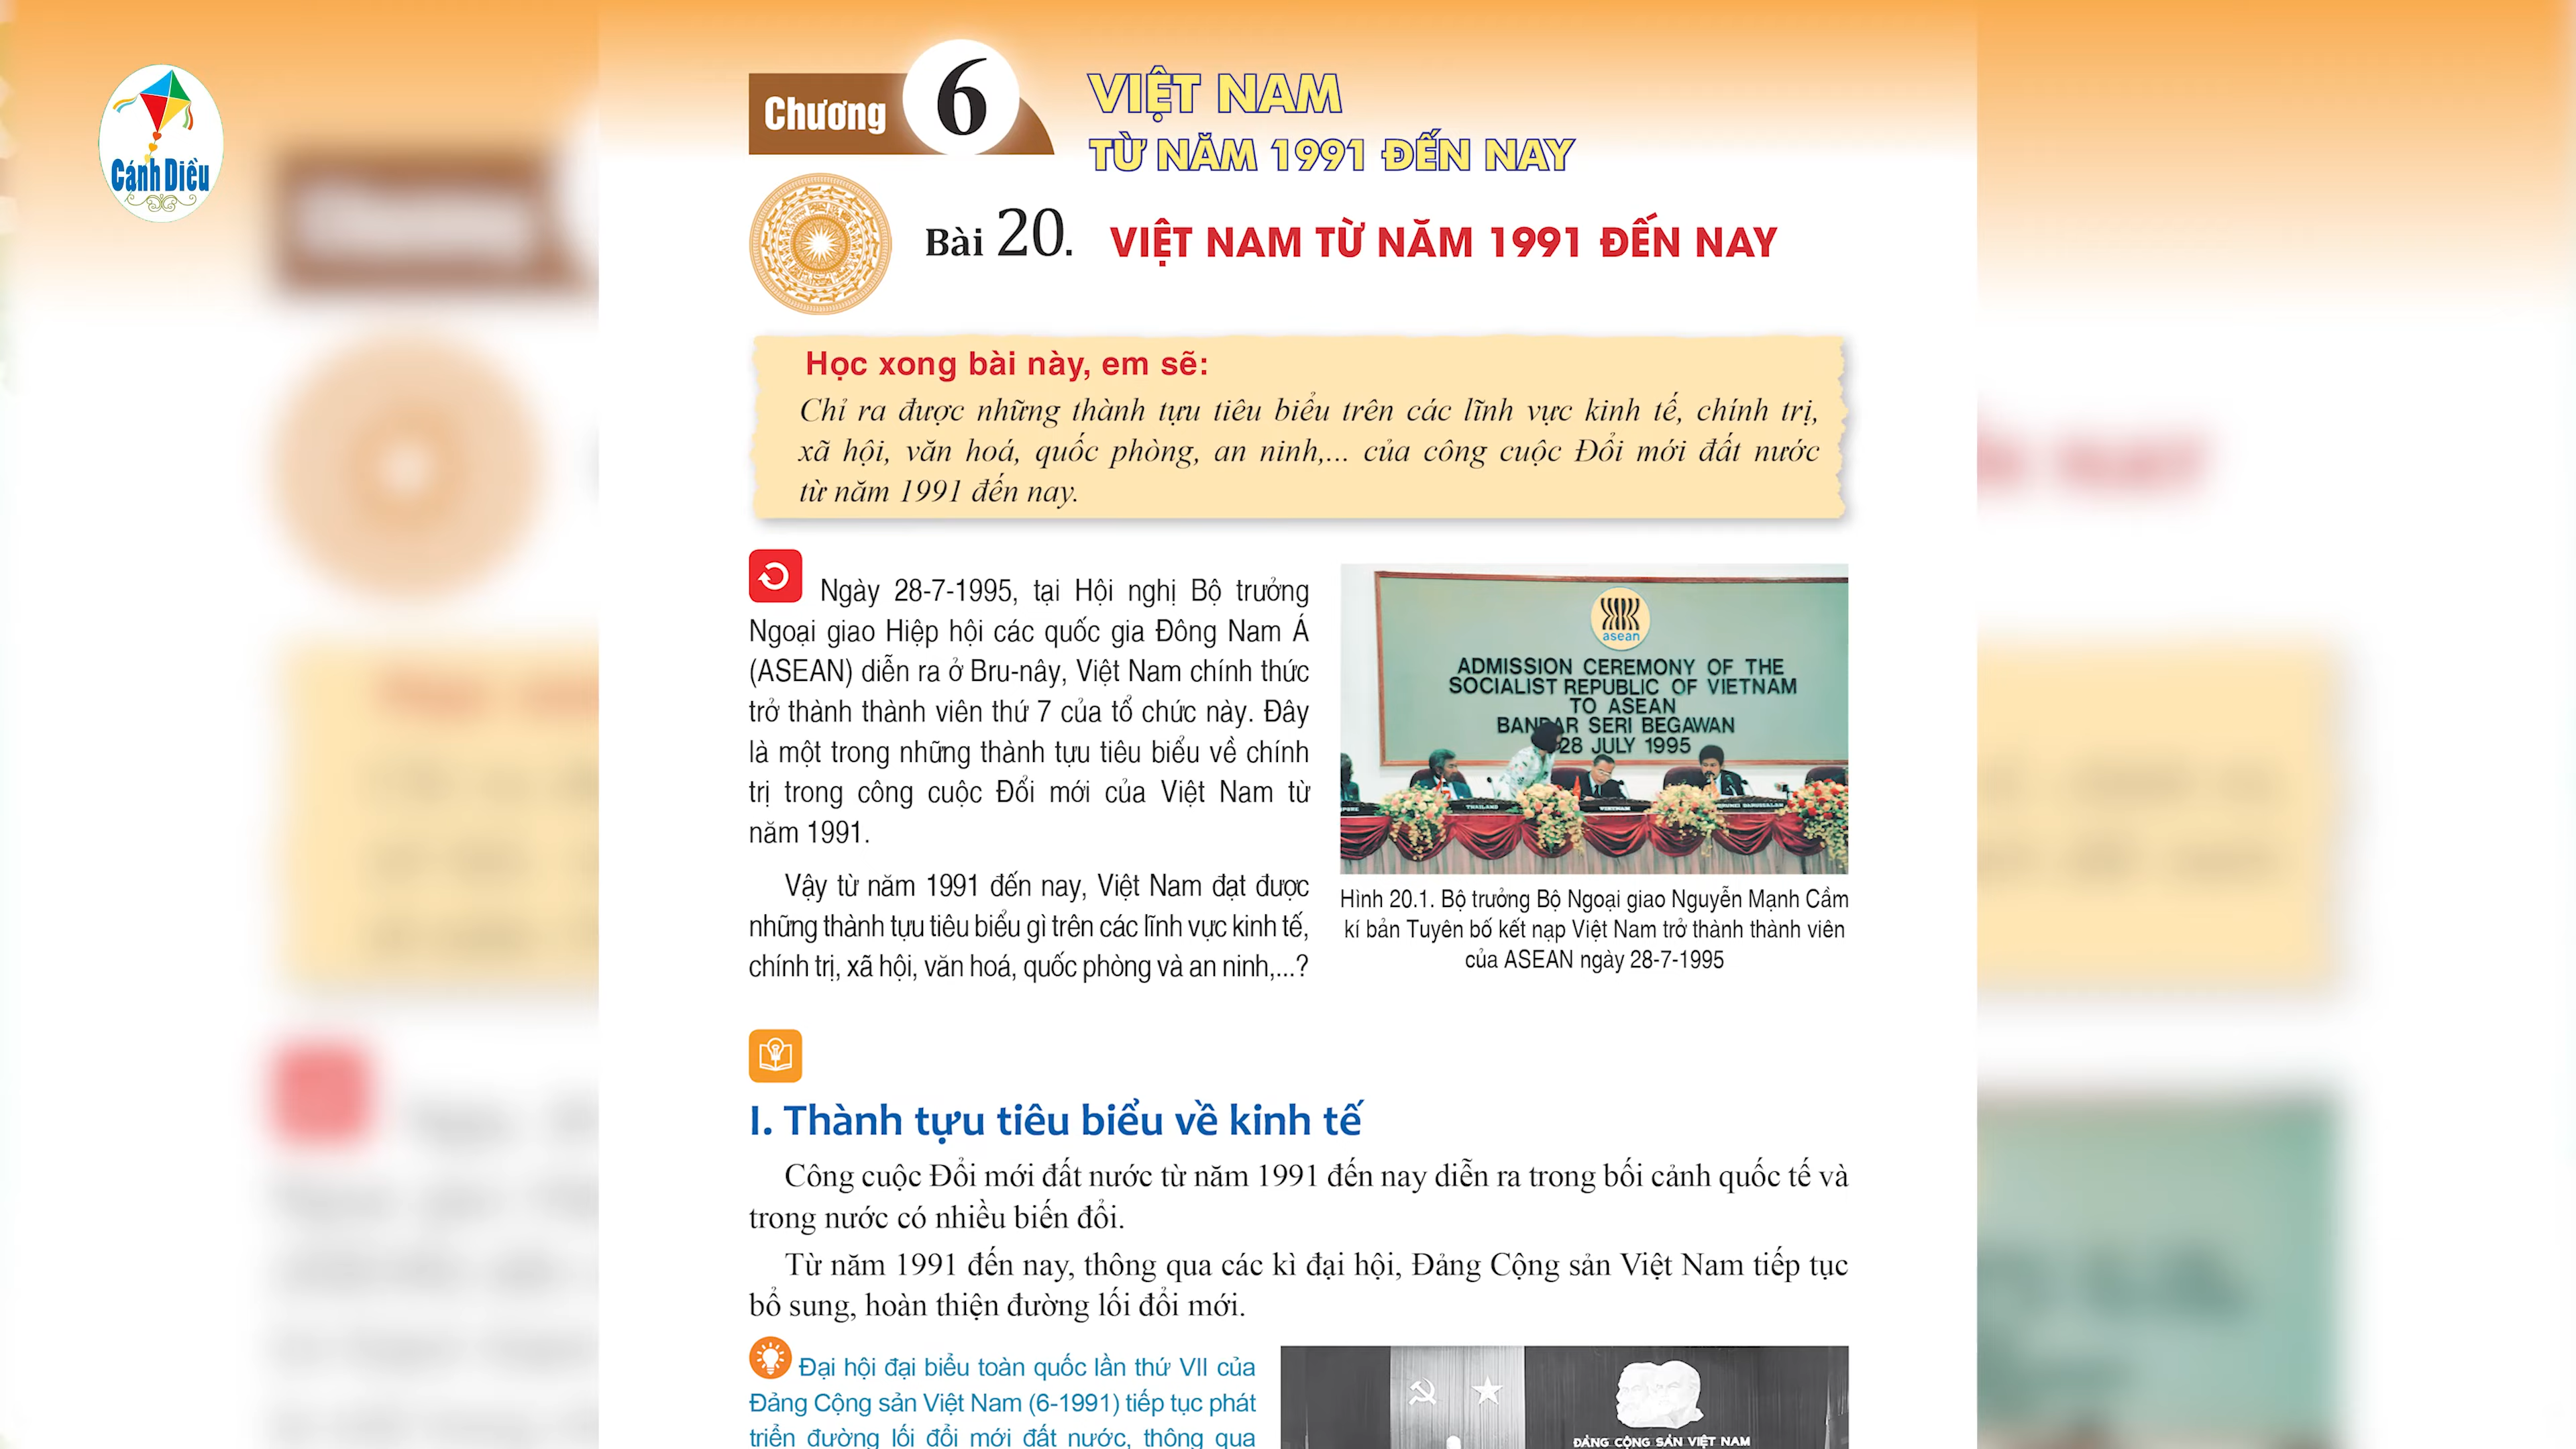 Cánh Diều
Chương 6
VIỆT NAM
TỪ NĂM 1991 ĐẾN NAY
Bài 20. VIỆT NAM TỪ NĂM 1991 ĐẾN NAY
Học xong bài này, em sẽ:
Chỉ ra được những thành tựu tiêu biểu trên các lĩnh vực kinh tế, chính trị,
xã hội, văn hoá, quốc phòng, an ninh,... của công cuộc Đổi mới đất nước
từ năm 1991 đến nay.
Ngày 28-7-1995, tại Hội nghị Bộ trưởng
Ngoại giao Hiệp hội các quốc gia Đông Nam Á
(ASEAN) diễn ra ở Bru-nây, Việt Nam chính thức
trở thành thành viên thứ 7 của tổ chức này. Đây
là một trong những thành tựu tiêu biểu về chính
trị trong công cuộc Đổi mới của Việt Nam từ
năm 1991.
Vậy từ năm 1991 đến nay, Việt Nam đạt được
những thành tựu tiêu biểu gì trên các lĩnh vực kinh tế,
chính trị, xã hội, văn hoá, quốc phòng và an ninh,...?
asean
ADMISSION CEREMONY OF THE
SOCIALIST REPUBLIC OF VIETNAM
TO ASEAN
BANDAR SERI BEGAWAN
28 JULY 1995
THAILAND
VIETNAM
BRUNEI DARUSSALAM
Hình 20.1. Bộ trưởng Bộ Ngoại giao Nguyễn Mạnh Cầm
kí bản Tuyên bố kết nạp Việt Nam trở thành thành viên
của ASEAN ngày 28-7-1995
I. Thành tựu tiêu biểu về kinh tế
Công cuộc Đổi mới đất nước từ năm 1991 đến nay diễn ra trong bối cảnh quốc tế và
trong nước có nhiều biến đổi.
Từ năm 1991 đến nay, thông qua các kì đại hội, Đảng Cộng sản Việt Nam tiếp tục
bổ sung, hoàn thiện đường lối đổi mới.
Đại hội đại biểu toàn quốc lần thứ VII của
Đảng Cộng sản Việt Nam (6-1991) tiếp tục phát
triển đường lối đổi mới đất nước, thông qua
ĐẢNG CỘNG SẢN VIỆT NAM